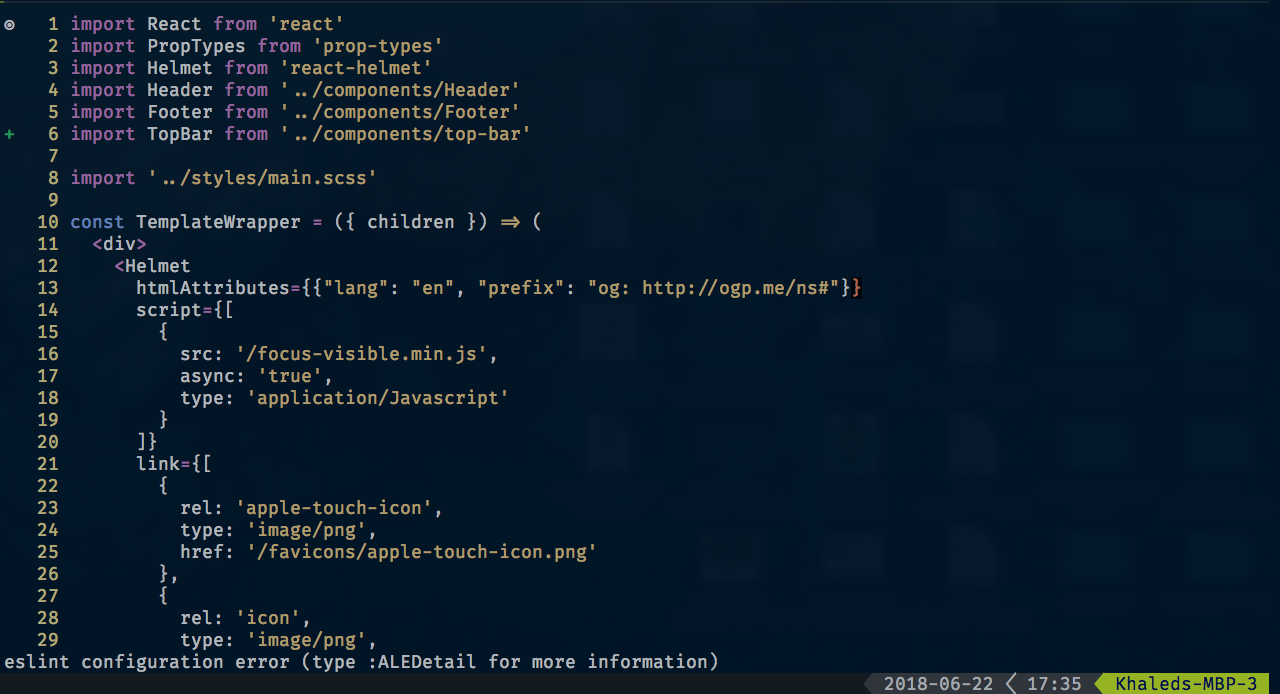 1 import React from 'react'
2 import PropTypes from 'prop-types'
3 import Helmet from 'react-helmet'
4 import Header from '../components/Header'
5 import Footer from '../components/Footer'
+ 6 import TopBar from '../components/top-bar'
7
8 import '../styles/main.scss'
9
10 const TemplateWrapper = ({ children }) => (
11   <div>
12     <Helmet
13       htmlAttributes={{"lang": "en", "prefix": "og: http://ogp.me/ns#"}}
14       script={[
15         {
16           src: '/focus-visible.min.js',
17           async: 'true',
18           type: 'application/Javascript'
19         }
20       ]}
21       link={[
22         {
23           rel: 'apple-touch-icon',
24           type: 'image/png',
25           href: '/favicons/apple-touch-icon.png'
26         },
27         {
28           rel: 'icon',
29           type: 'image/png',
eslint configuration error (type :ALEDetail for more information)
2018-06-22 17:35 Khaleds-MBP-3